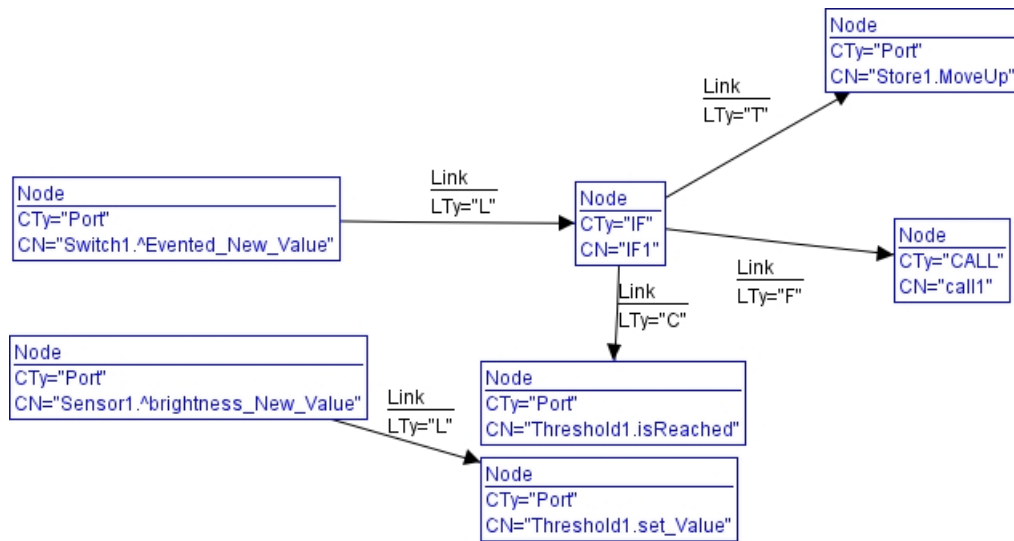 Node
CTy="Port"
CN="Store1.MoveUp"
Link
LTy="T"
Node
CTy="Port"
CN="Switch1.^Evented_New_Value"
Link
LTy="L"
Node
CTy="IF"
CN="IF1"
Node
CTy="CALL"
CN="call1"
Link
LTy="F"
Link
LTy="C"
Node
CTy="Port"
CN="Sensor1.^brightness_New_Value"
Link
LTy="L"
Node
CTy="Port"
CN="Threshold1.isReached"
Node
CTy="Port"
CN="Threshold1.set_Value"